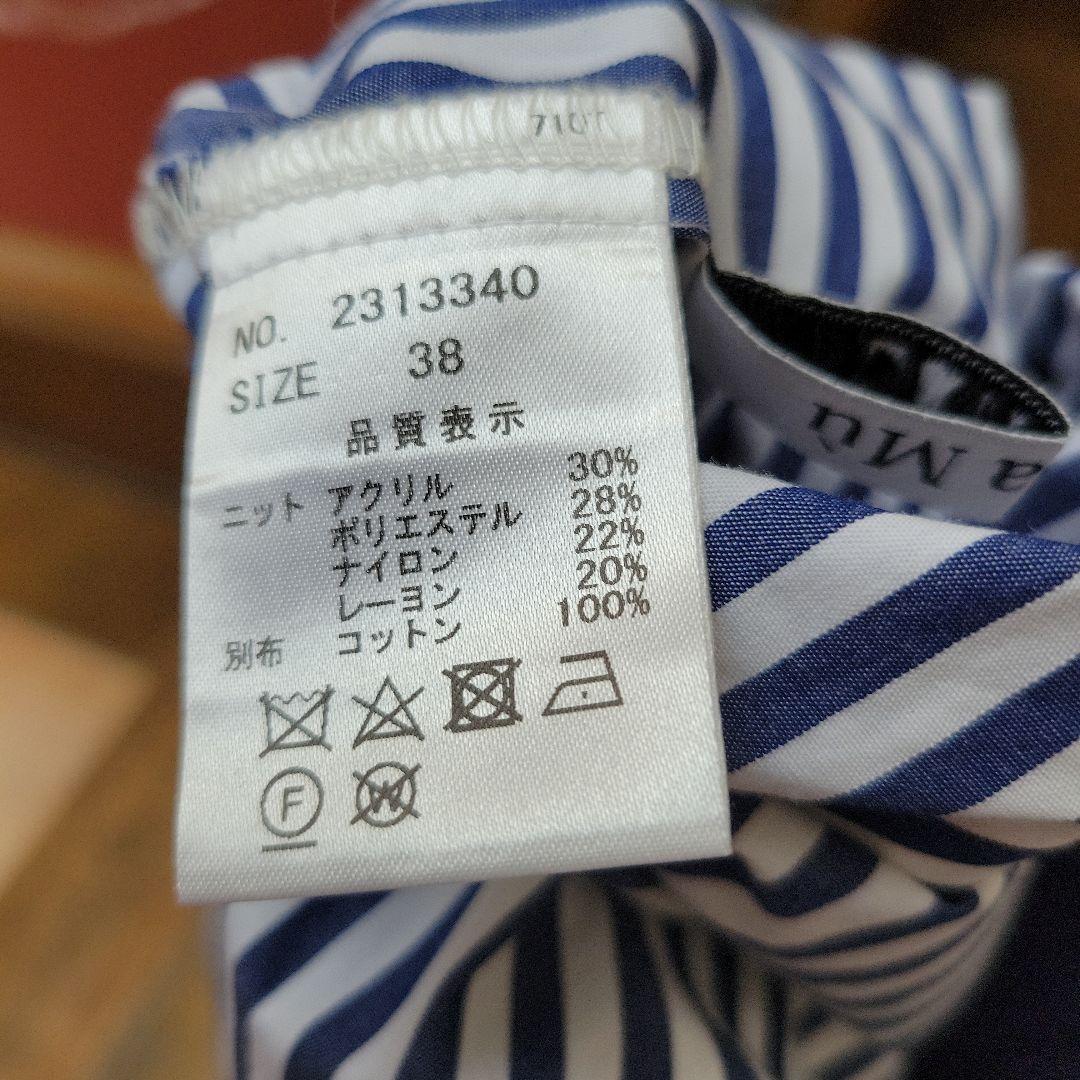 710
NO. 2313340
SIZE 38
品質表示
ニット アクリル 30%
ポリエステル 28%
ナイロン 22%
レーヨン 20%
別布 コットン 100%
F
W
a Mù